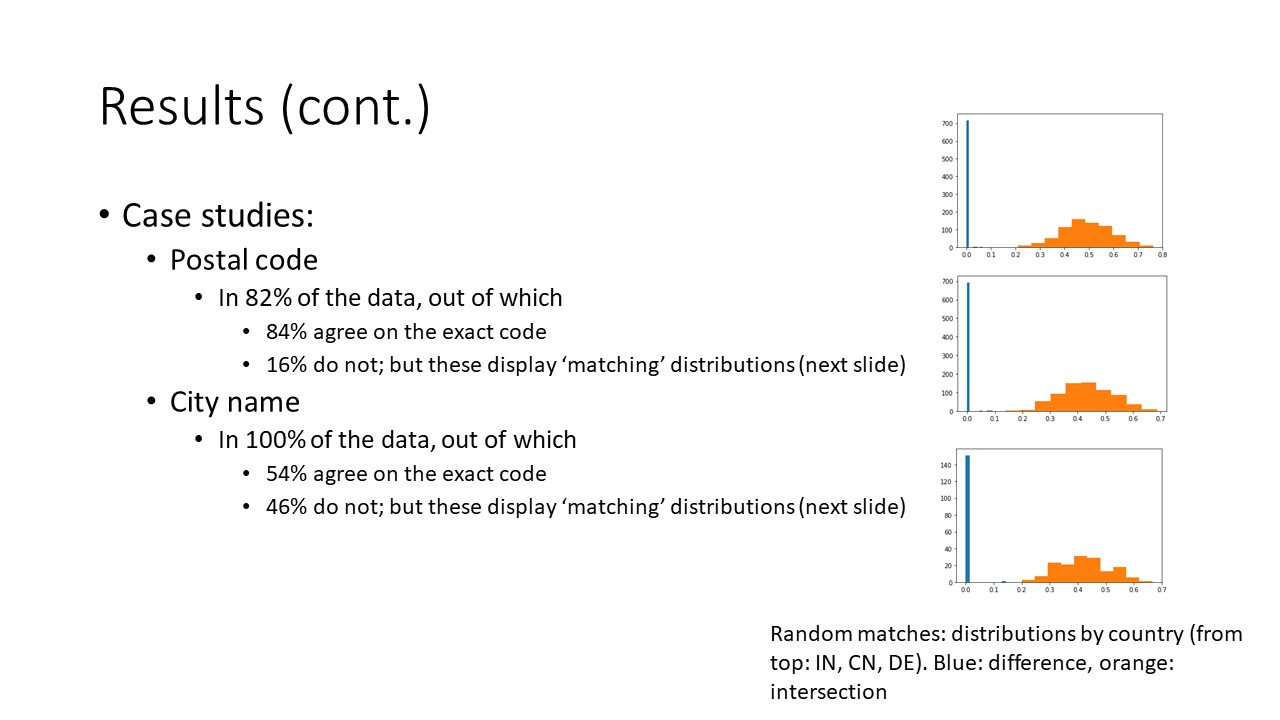 Results (cont.)
• Case studies:
• Postal code
• In 82% of the data, out of which
• 84% agree on the exact code
• 16% do not; but these display ‘matching’ distributions (next slide)
• City name
• In 100% of the data, out of which
• 54% agree on the exact code
• 46% do not; but these display ‘matching’ distributions (next slide)
700
600
500
400
300
200
100
0
0.0 0.1 0.2 0.3 0.4 0.5 0.6 0.7 0.8
700
600
500
400
300
200
100
0
0.0 0.1 0.2 0.3 0.4 0.5 0.6 0.7
140
120
100
80
60
40
20
0
0.0 0.1 0.2 0.3 0.4 0.5 0.6 0.7
Random matches: distributions by country (from
top: IN, CN, DE). Blue: difference, orange:
intersection